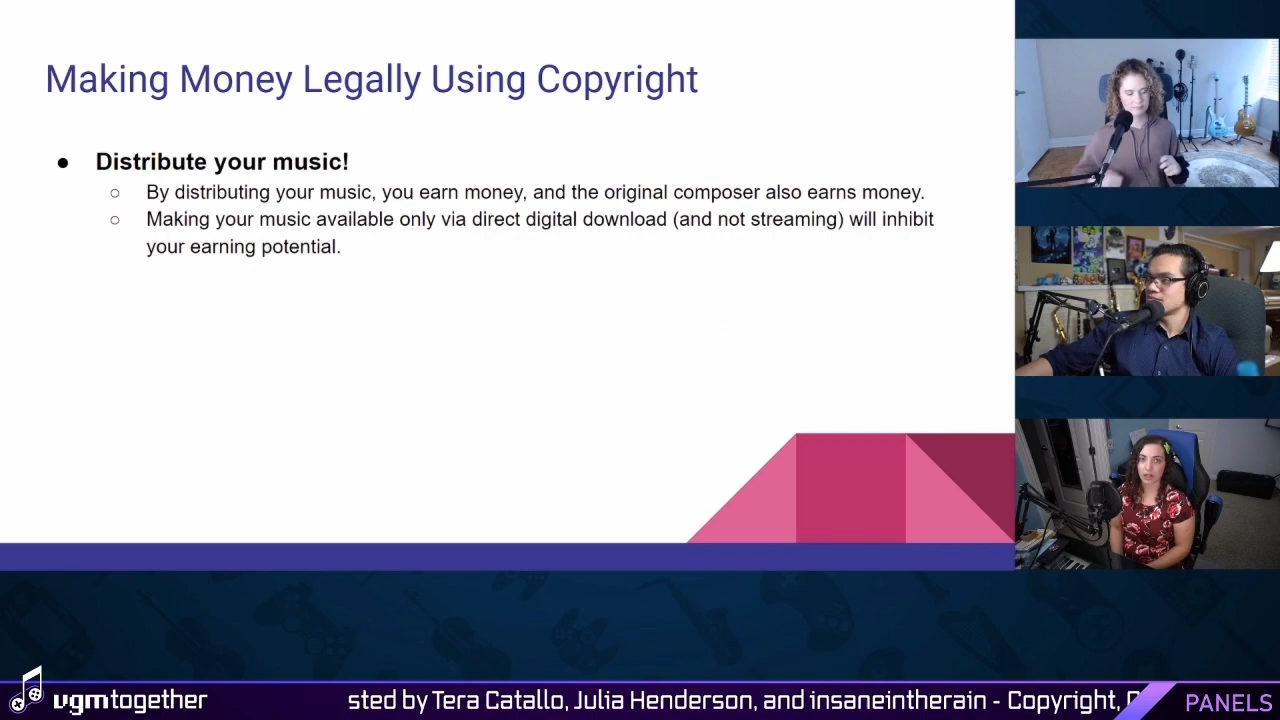 Making Money Legally Using Copyright
● Distribute your music!
○ By distributing your music, you earn money, and the original composer also earns money.
○ Making your music available only via direct digital download (and not streaming) will inhibit
your earning potential.
vgmtogether
sted by Tera Catallo, Julia Henderson, and insaneintherain - Copyright,
PANELS